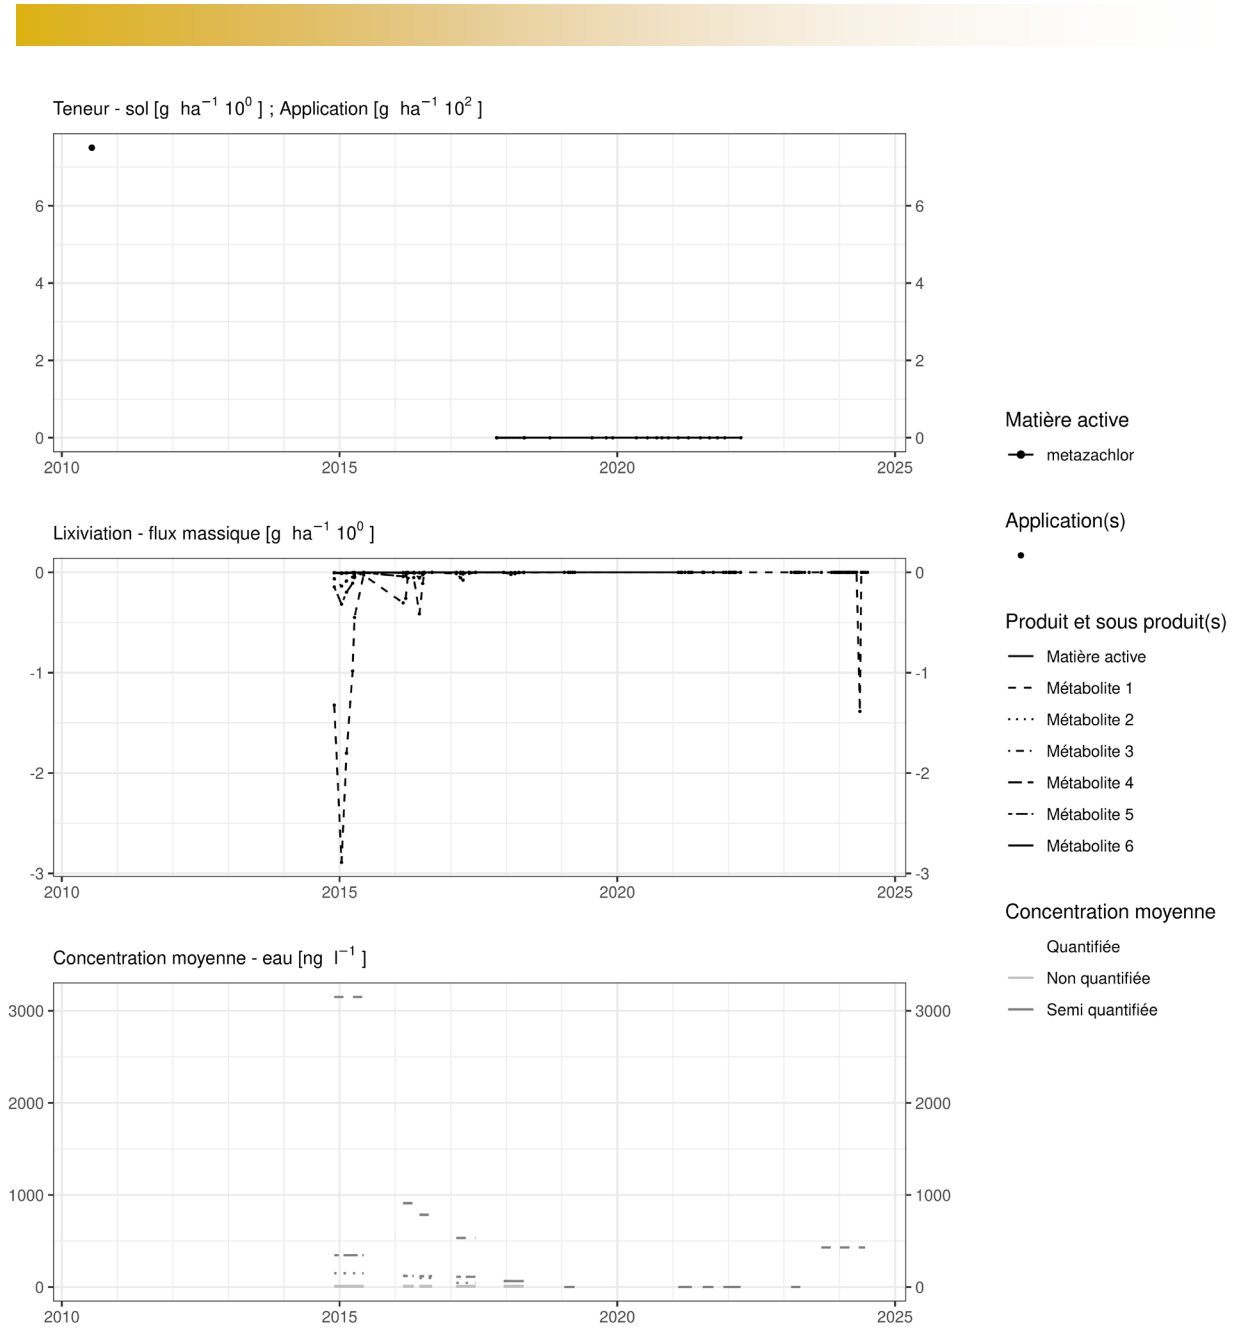 Teneur - sol [g ha−1 100 ] ; Application [g ha−1 102 ]
6
4
2
0
6
4
2
0
2010
2015
2020
2025
Lixiviation - flux massique [g ha−1 100 ]
0
-1
-2
-3
0
-1
-2
-3
2010
2015
2020
2025
Concentration moyenne - eau [ng l−1 ]
3000
2000
1000
0
3000
2000
1000
0
2010
2015
2020
2025
Matière active
metazachlor
Application(s)
Produit et sous produit(s)
Matière active
Métabolite 1
Métabolite 2
Métabolite 3
Métabolite 4
Métabolite 5
Métabolite 6
Concentration moyenne
Quantifiée
Non quantifiée
Semi quantifiée